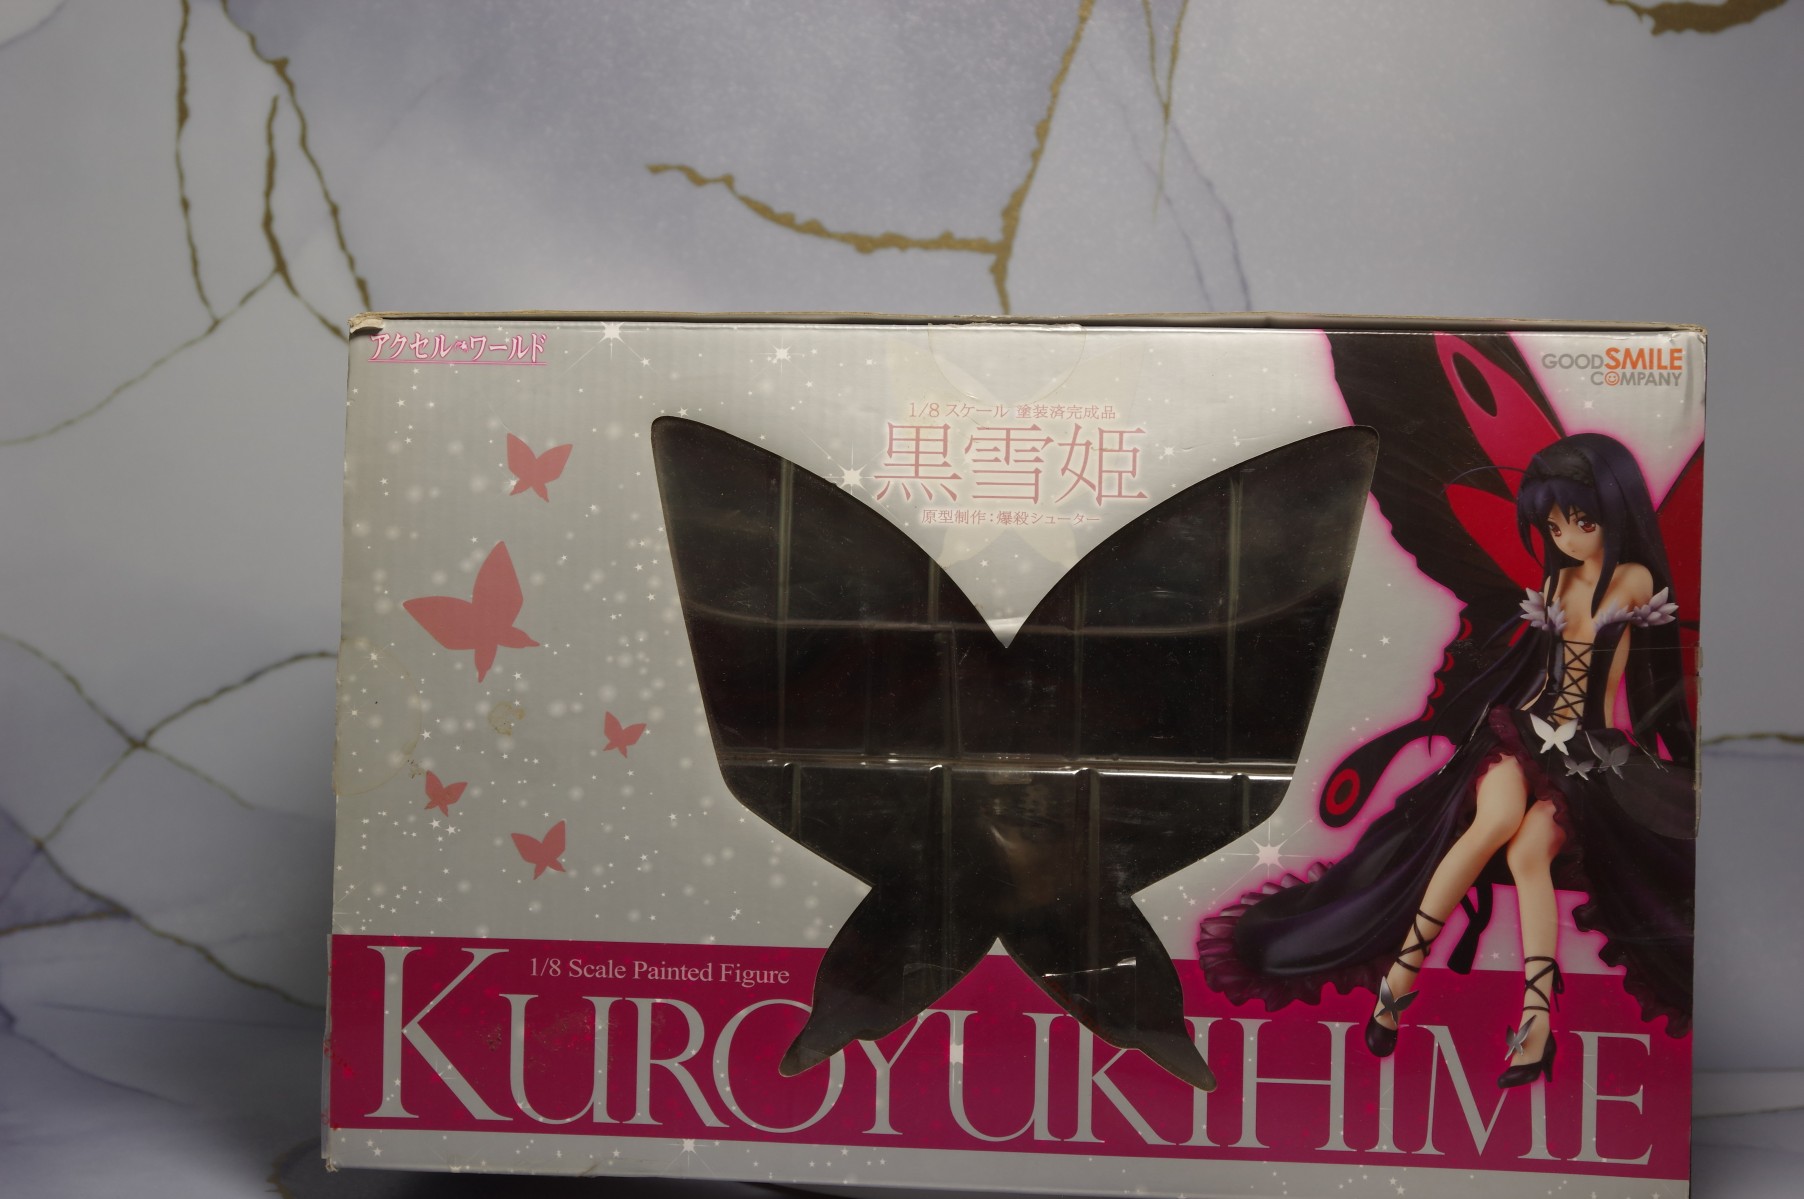 アクセル・ワールド
GOOD SMILE
COMPANY
1/8 スケール 塗装済完成品
黒雪姫
原型制作：爆殺シューター
1/8 Scale Painted Figure
KUROYUKIHIME